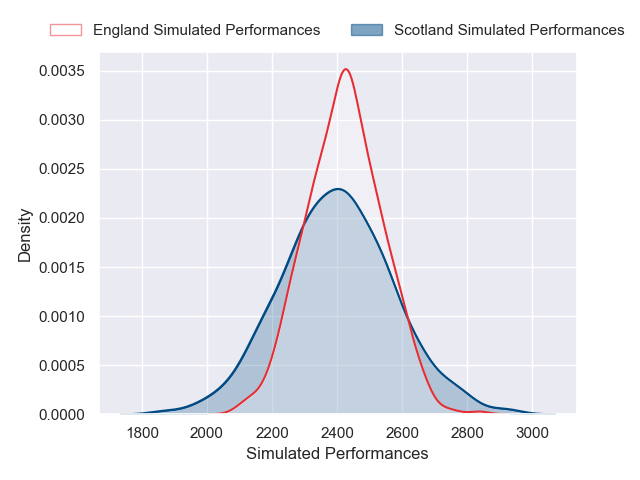 England Simulated Performances Scotland Simulated Performances
0.0035
0.0030
0.0025
0.0020
0.0015
0.0010
0.0005
0.0000
Density
1800 2000 2200 2400 2600 2800 3000
Simulated Performances